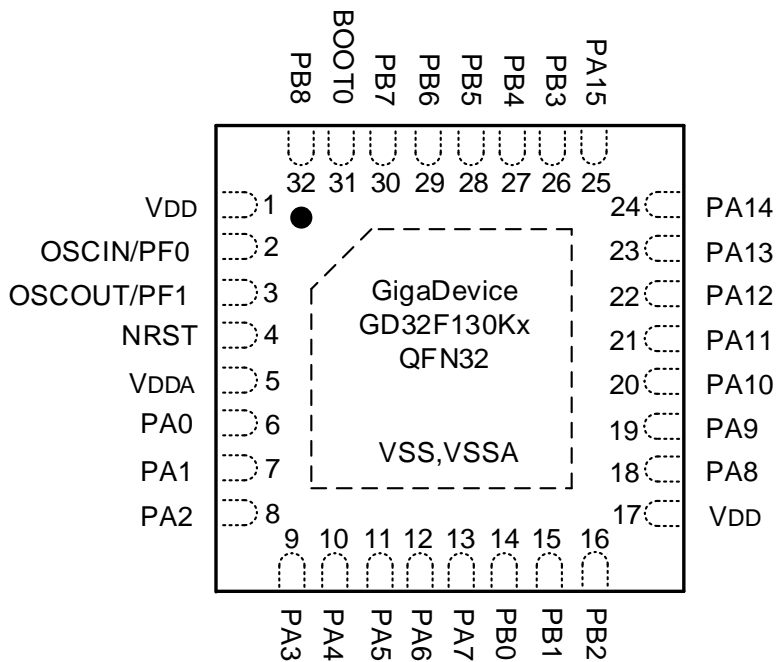 PB8
BOOT0
PB7
PB6
PB5
PB4
PB3
PA15
32
31
30
29
28
27
26
25
VDD
1
OSCIN/PF0
2
OSCOUT/PF1
3
NRST
4
VDDA
5
PA0
6
PA1
7
PA2
8
GigaDevice
GD32F130Kx
QFN32
VSS,VSSA
24
PA14
23
PA13
22
PA12
21
PA11
20
PA10
19
PA9
18
PA8
17
VDD
9
10
11
12
13
14
15
16
PA3
PA4
PA5
PA6
PA7
PB0
PB1
PB2